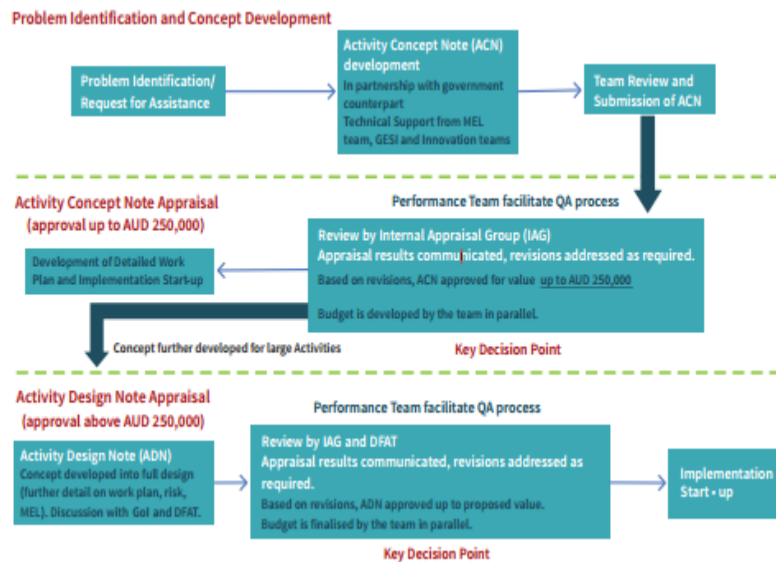 Problem Identification and Concept Development
Problem Identification/
Request for Assistance
Activity Concept Note (ACN)
development
In partnership with government
counterpart
Technical Support from MEL
team, GESI and Innovation teams
Team Review and
Submission of ACN
Activity Concept Note Appraisal
(approval up to AUD 250,000)
Performance Team facilitate QA process
Review by Internal Appraisal Group (IAG)
Appraisal results communicated, revisions addressed as required.
Based on revisions, ACN approved for value up to AUD 250,000
Budget is developed by the team in parallel.
Development of Detailed Work
Plan and Implementation Start-up
Concept further developed for large Activities
Key Decision Point
Activity Design Note Appraisal
(approval above AUD 250,000)
Performance Team facilitate QA process
Activity Design Note (ADN)
Concept developed into full design
(further detail on work plan, risk,
MEL). Discussion with GoI and DFAT.
Review by IAG and DFAT
Appraisal results communicated, revisions addressed as
required.
Based on revisions, ADN approved up to proposed value.
Budget is finalised by the team in parallel.
Implementation
Start - up
Key Decision Point